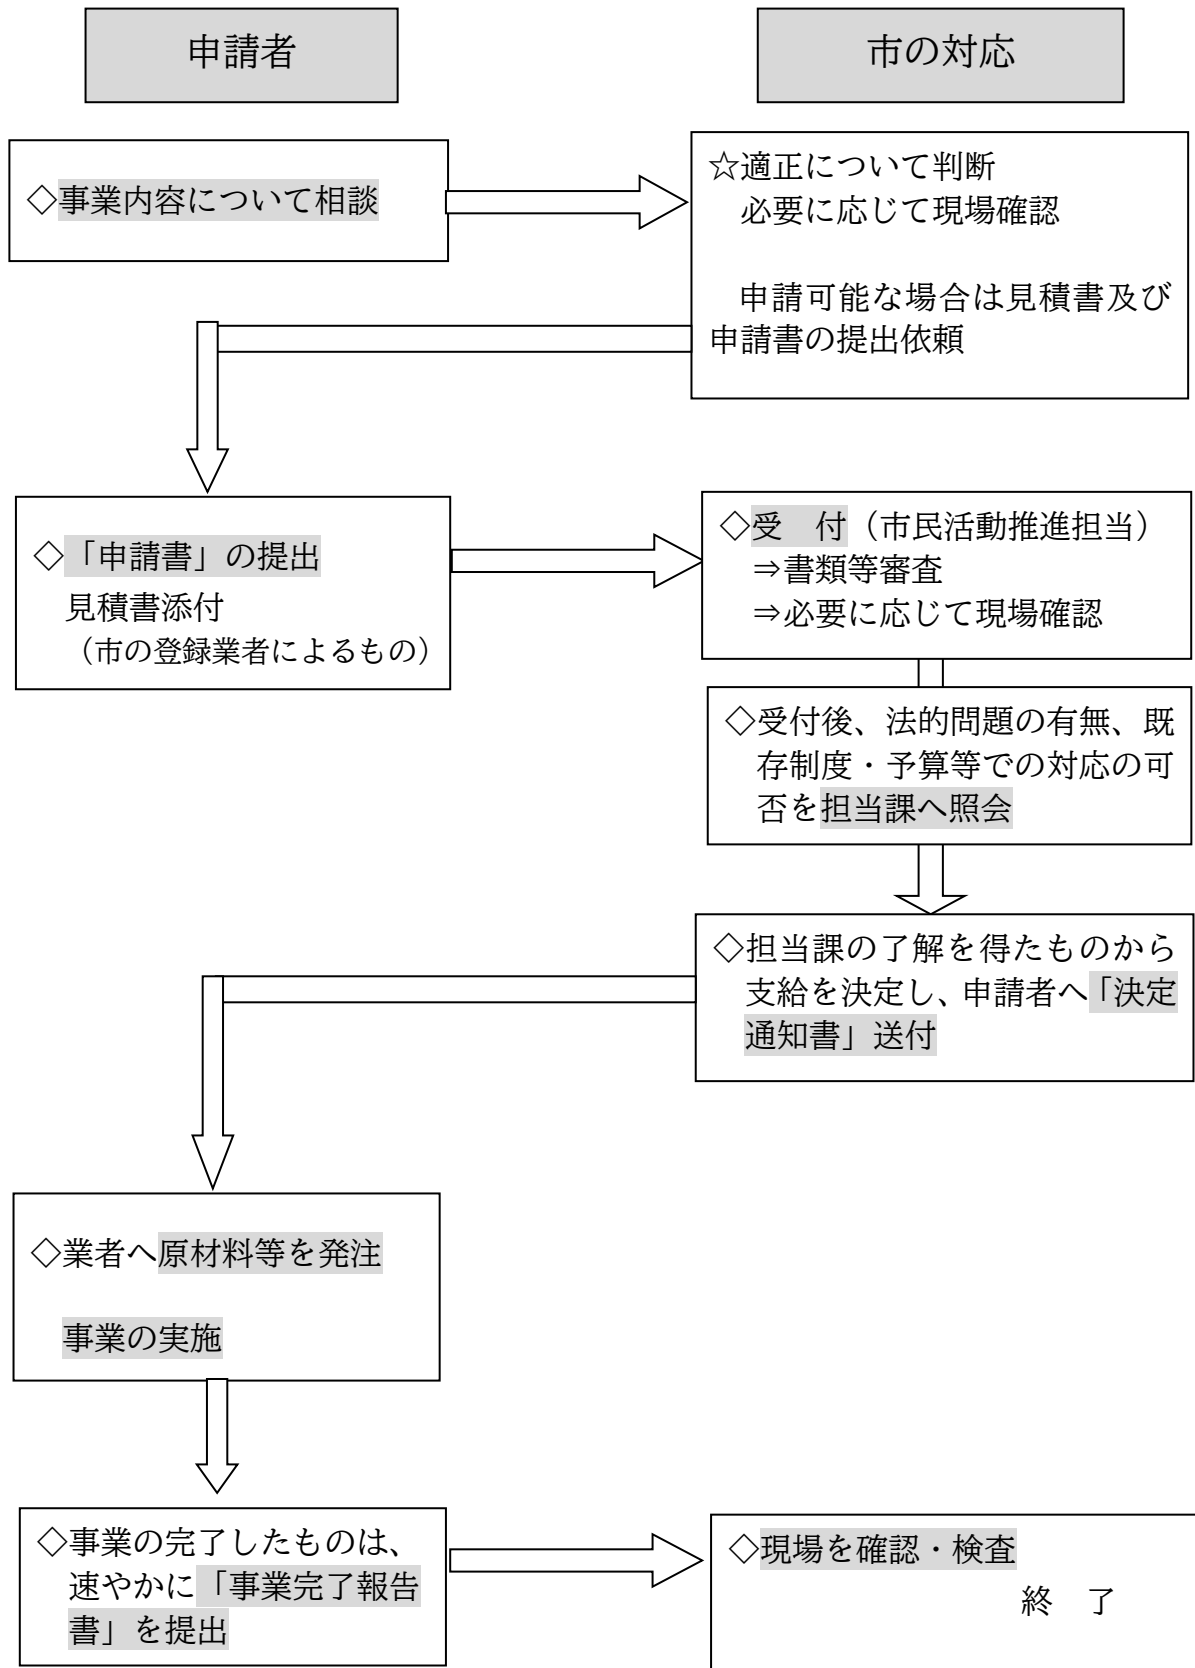 申請者
市の対応
◇事業内容について相談
☆適正について判断
必要に応じて現場確認
申請可能な場合は見積書及び
申請書の提出依頼
◇「申請書」の提出
見積書添付
（市の登録業者によるもの）
◇受　付（市民活動推進担当）
⇒書類等審査
⇒必要に応じて現場確認
◇受付後、法的問題の有無、既
存制度・予算等での対応の可
否を担当課へ照会
◇担当課の了解を得たものから
支給を決定し、申請者へ「決定
通知書」送付
◇業者へ原材料等を発注
事業の実施
◇事業の完了したものは、
速やかに「事業完了報告
書」を提出
◇現場を確認・検査
終　了